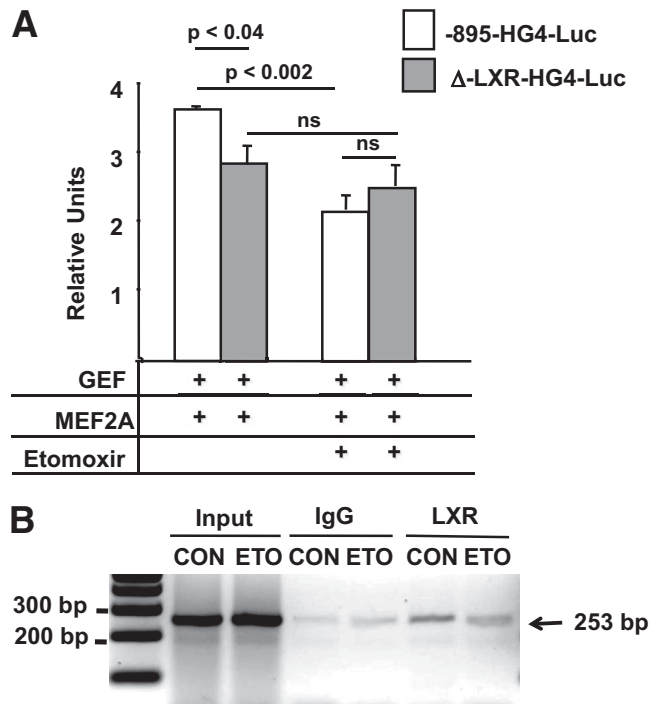 A
p < 0.04
-895-HG4-Luc
p < 0.002
Δ-LXR-HG4-Luc
4
ns
3
ns
2
1
Relative Units
GEF + + + +
MEF2A + + + +
Etomoxir + +
B
Input IgG LXR
CON ETO CON ETO CON ETO
300 bp
253 bp
200 bp